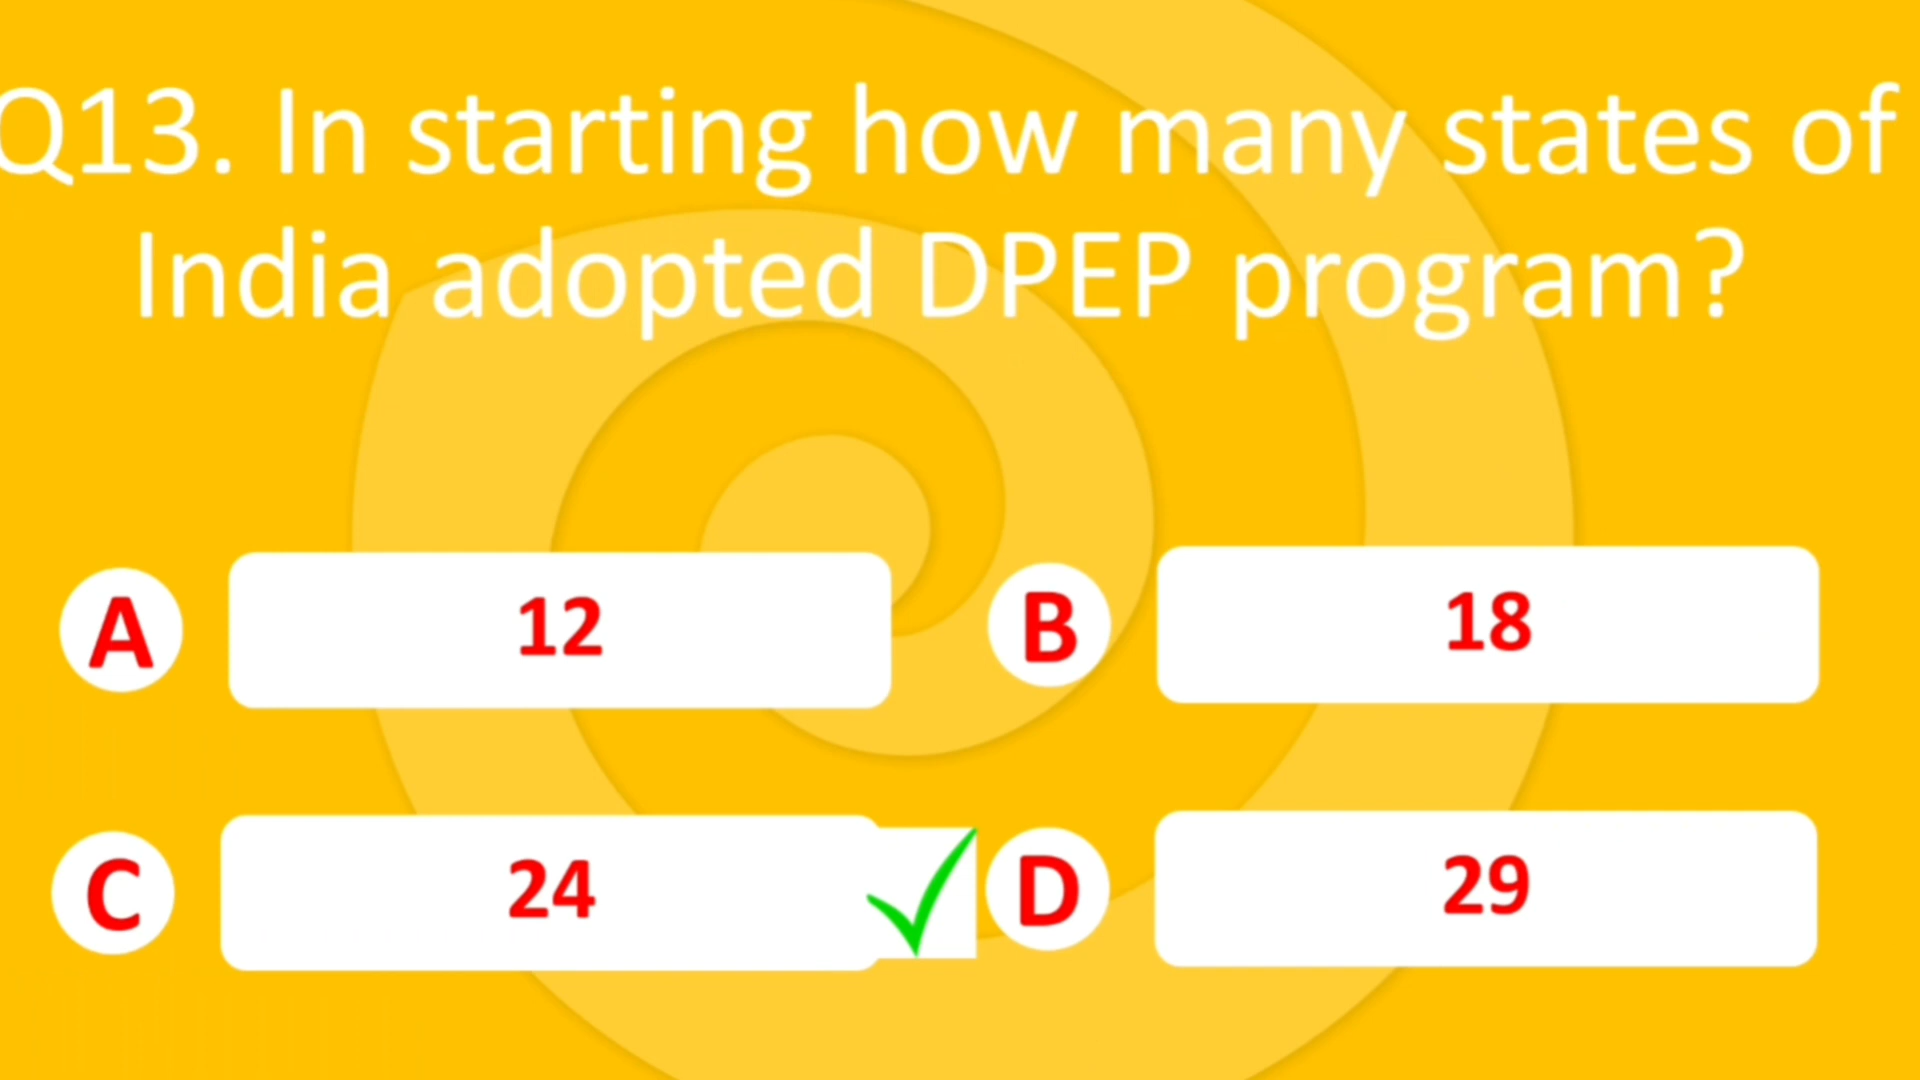 Q13. In starting how many states of
India adopted DPEP program?
A 12
B 18
C 24
D 29